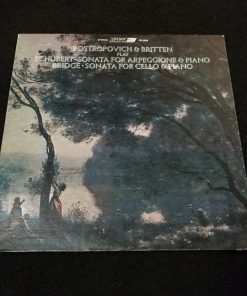 ROSTROPOVICH & BRITTEN
PLAY
SCHUBERT·SONATA FOR ARPEGGIONE & PIANO
BRIDGE·SONATA FOR CELLO & PIANO